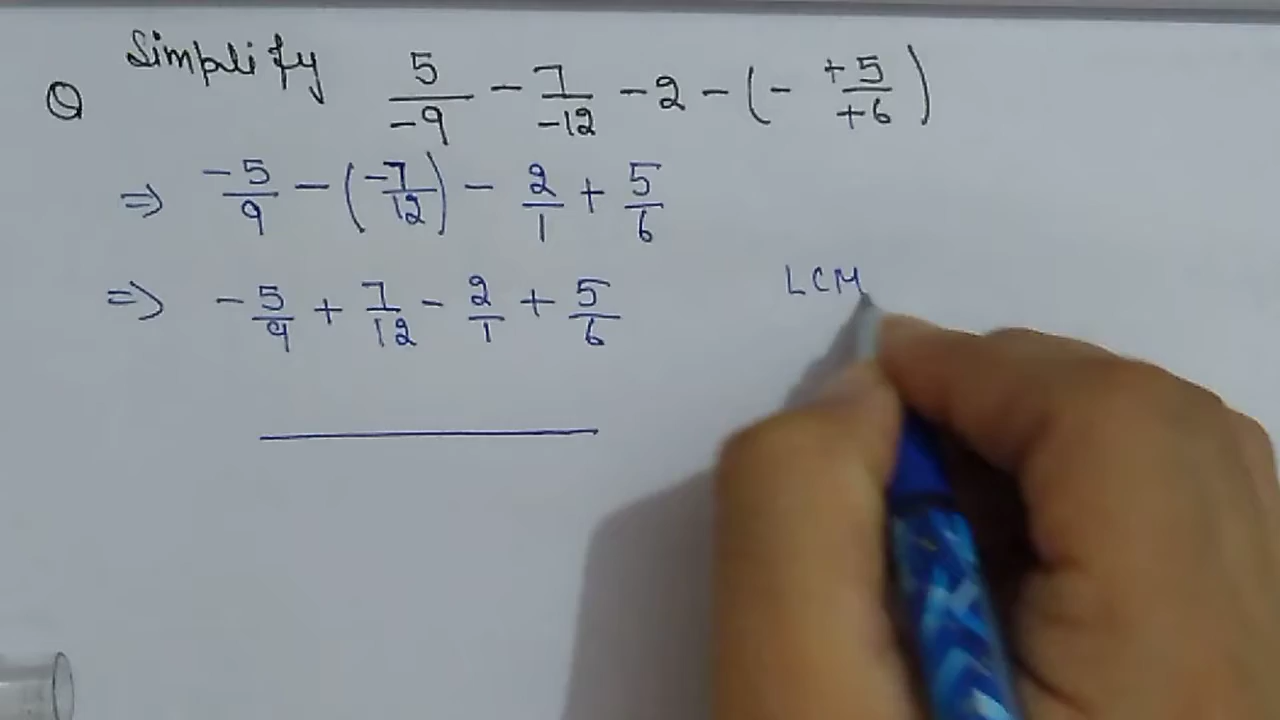 Q Simplify 5/-9 - 7/-12 - 2 - (- +5/+6)
⇒ -5/9 - (-7/12) - 2/1 + 5/6
⇒ -5/9 + 7/12 - 2/1 + 5/6
LCM